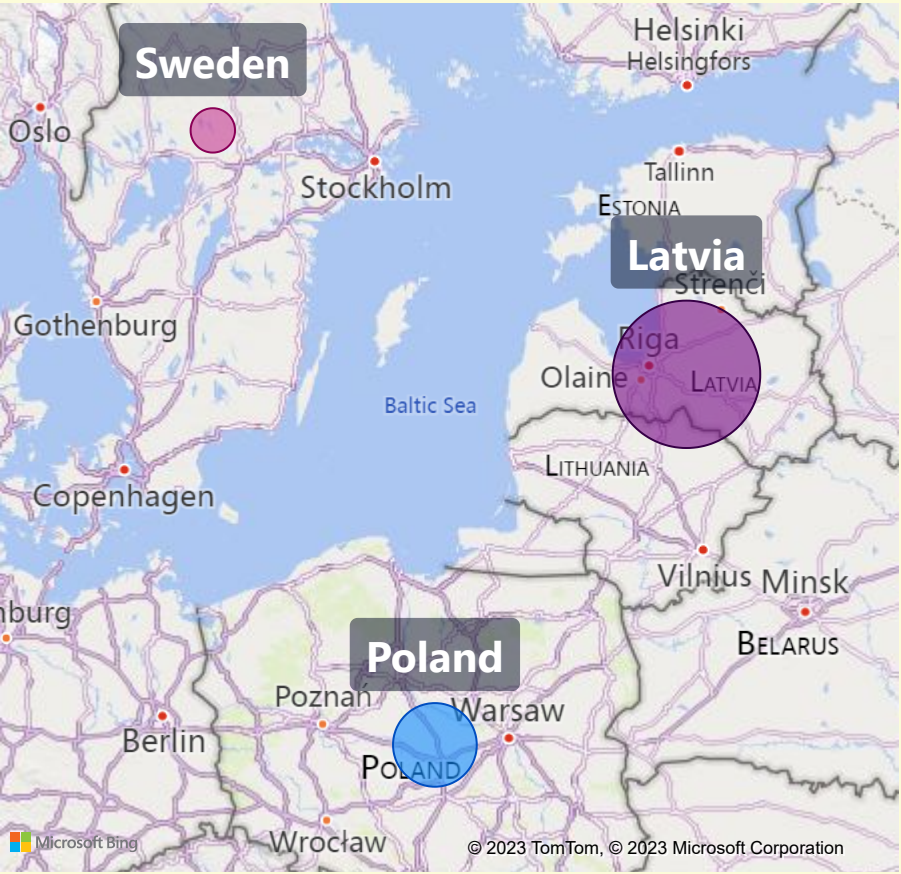 Helsinki
Helsingfors
Sweden
Oslo
Stockholm
Tallinn
ESTONIA
Latvia
Strenči
Gothenburg
Riga
Olaine
LATVIA
Baltic Sea
LITHUANIA
Copenhagen
Vilnius
Minsk
nburg
BELARUS
Poland
Poznań
Warsaw
Berlin
POLAND
Wrocław
Microsoft Bing
© 2023 TomTom, © 2023 Microsoft Corporation